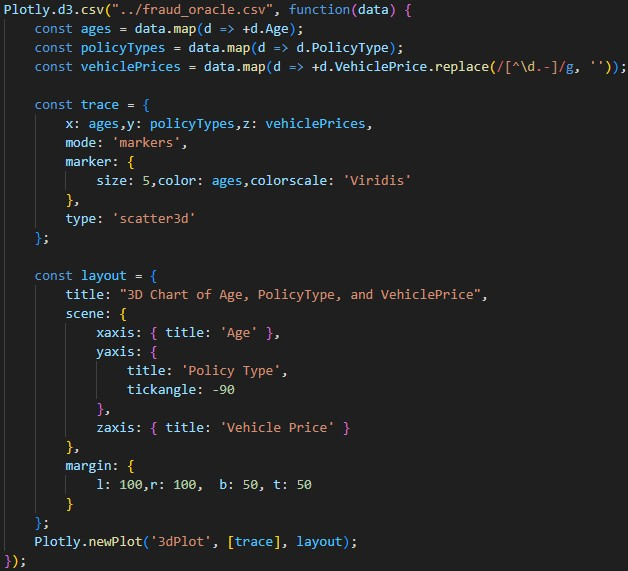 Plotly.d3.csv("../fraud_oracle.csv", function(data) {
    const ages = data.map(d => +d.Age);
    const policyTypes = data.map(d => d.PolicyType);
    const vehiclePrices = data.map(d => +d.VehiclePrice.replace(/[^\d.-]/g, ''));
    const trace = {
        x: ages,y: policyTypes,z: vehiclePrices,
        mode: 'markers',
        marker: {
            size: 5,color: ages,colorscale: 'Viridis'
        },
        type: 'scatter3d'
    };
    const layout = {
        title: "3D Chart of Age, PolicyType, and VehiclePrice",
        scene: {
            xaxis: { title: 'Age' },
            yaxis: {
                title: 'Policy Type',
                tickangle: -90
            },
            zaxis: { title: 'Vehicle Price' }
        },
        margin: {
            l: 100,r: 100,  b: 50, t: 50
        }
    };
    Plotly.newPlot('3dPlot', [trace], layout);
});